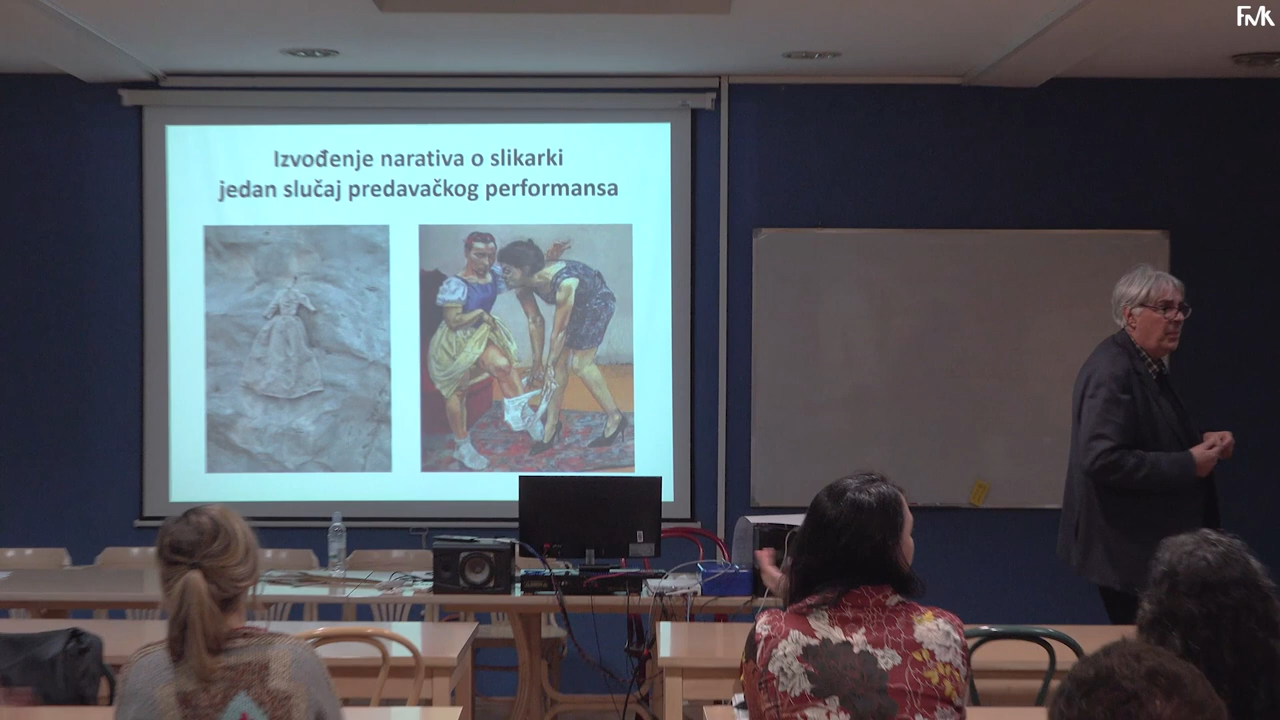 FMK
Izvođenje narativa o slikarki
jedan slučaj predavačkog performansa